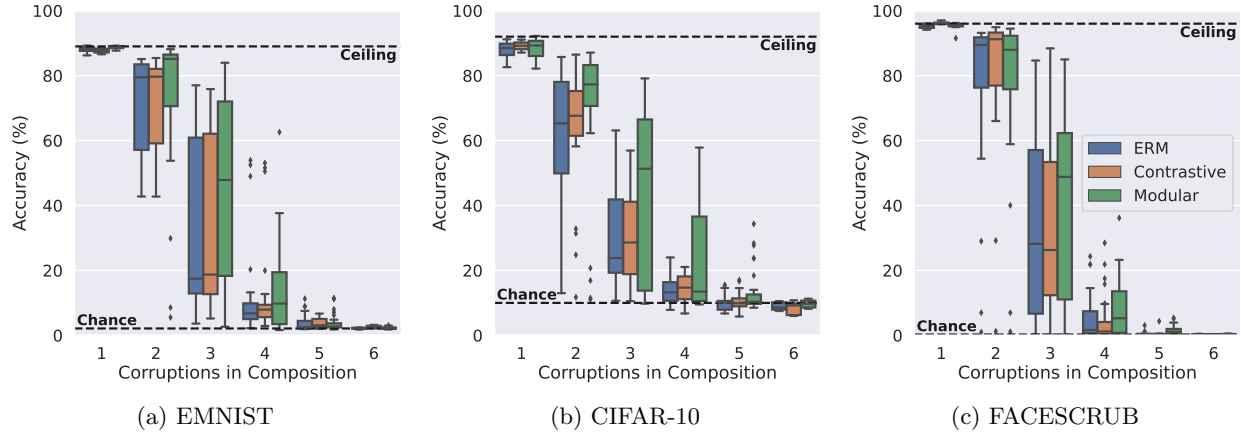 100
80
60
40
20
0
Accuracy (%)
Ceiling
Chance
1 2 3 4 5 6
Corruptions in Composition
(a) EMNIST
100
80
60
40
20
0
Accuracy (%)
Ceiling
Chance
1 2 3 4 5 6
Corruptions in Composition
(b) CIFAR-10
100
80
60
40
20
0
Accuracy (%)
Ceiling
ERM
Contrastive
Modular
Chance
1 2 3 4 5 6
Corruptions in Composition
(c) FACESCRUB